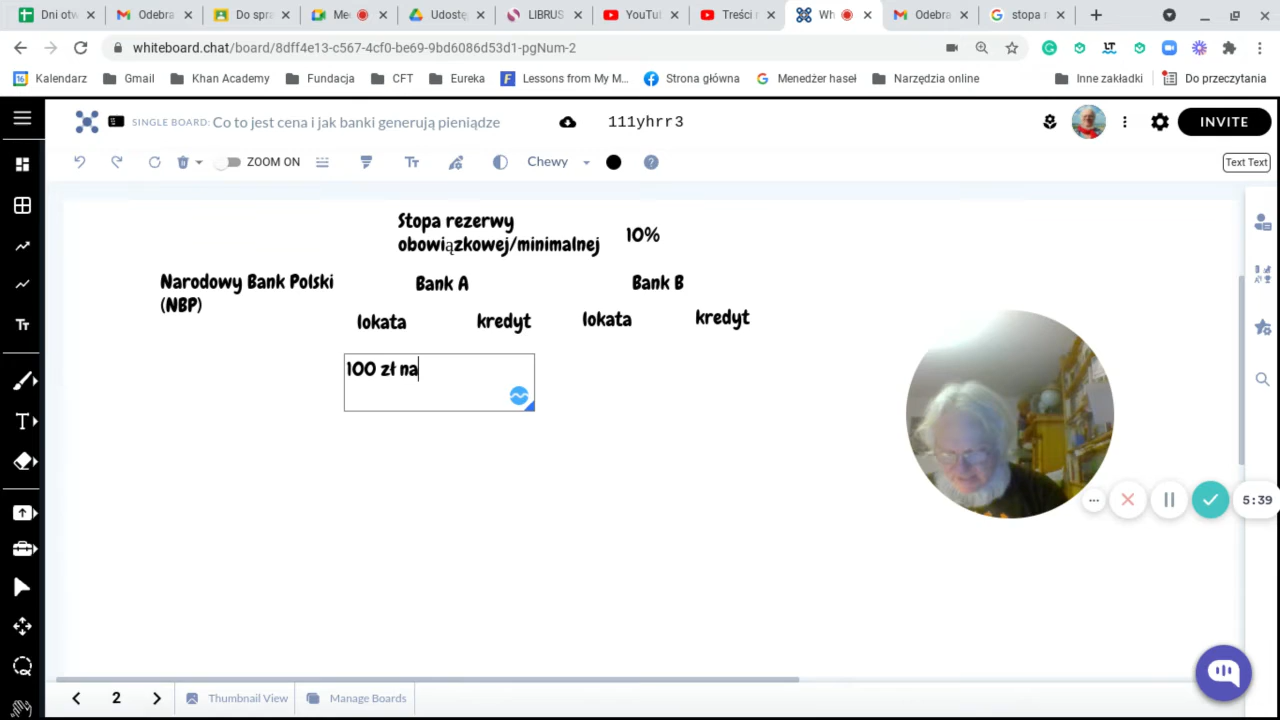 Dni otw
Odebra
Do spra
Mee
Udostę
LIBRUS
YouTu
Treści r
Wh
Odebra
stopa r
whiteboard.chat/board/8dff4e13-c567-4cf0-be69-9bd6086d53d1-pgNum-2
Kalendarz
Gmail
Khan Academy
Fundacja
CFT
Eureka
Lessons from My M...
Strona główna
Menedżer haseł
Narzędzia online
Inne zakładki
Do przeczytania
SINGLE BOARD: Co to jest cena i jak banki generują pieniądze
111yhrr3
INVITE
ZOOM ON
Tт
Chewy
Text Text
Stopa rezerwy
obowiązkowej/minimalnej
10%
Narodowy Bank Polski
(NBP)
Bank A
Bank B
lokata
kredyt
lokata
kredyt
100 zł na
5:39
2
Thumbnail View
Manage Boards